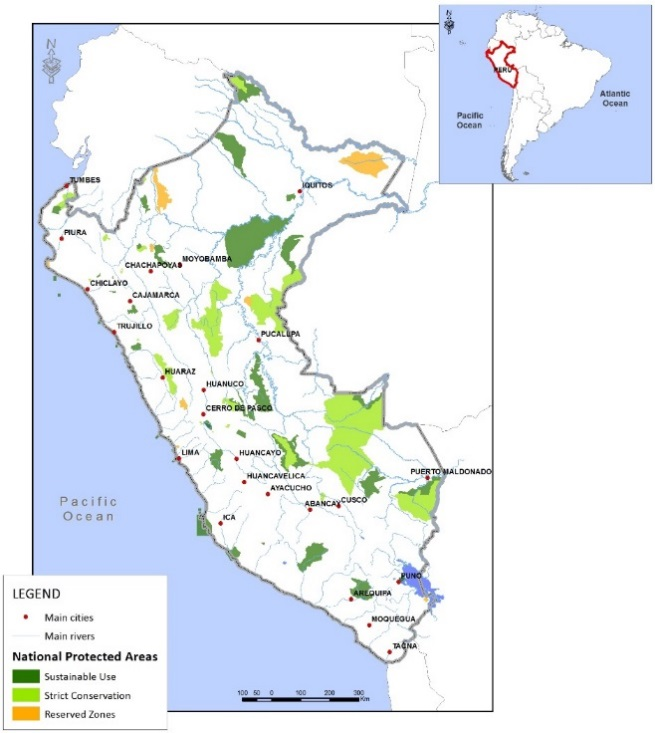 N
PERU
Atlantic
Ocean
Pacific
Ocean
N
TUMBES
IQUITOS
PIURA
MOYOBAMBA
CHACHAPOYAS
CHICLAYO
CAJAMARCA
TRUJILLO
PUCALLPA
HUARAZ
HUANUCO
CERRO DE PASCO
LIMA
HUANCAYO
PUERTO MALDONADO
HUANCAVELICA
AYACUCHO
ABANCAY
CUSCO
Pacific
Ocean
ICA
PUNO
AREQUIPA
MOQUEGUA
TACNA
LEGEND
Main cities
Main rivers
National Protected Areas
Sustainable Use
Strict Conservation
Reserved Zones
100 50 0 100 200 300
Km